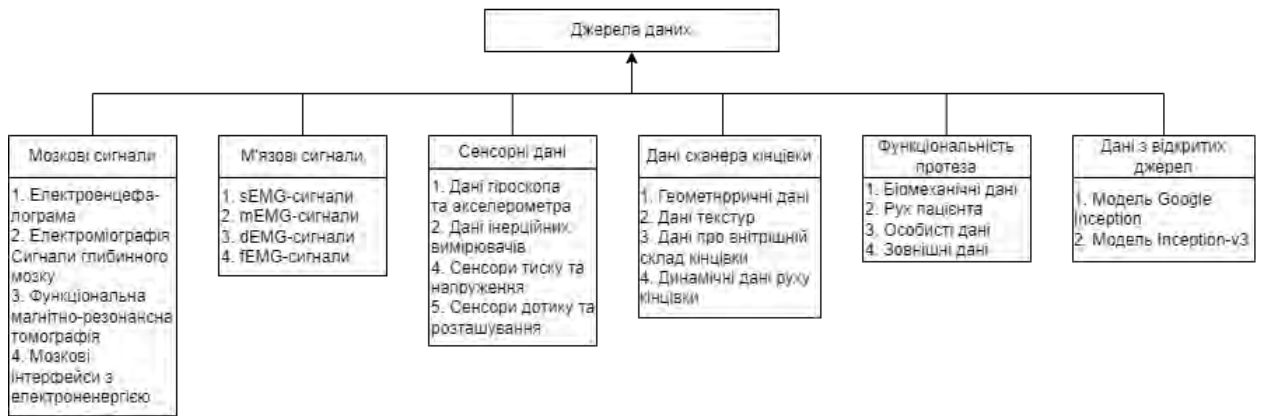 Джерела даних
Мозкові сигнали
1. Електроенцефа-
лограма
2. Електроміографія
Сигнали глибинного
мозку
3. Функціональна
магнітно-резонансна
томографія
4. Мозкові
інтерфейси з
електроненергією
М'язові сигнали,
1. sEMG-сигнали
2. mEMG-сигнали
3. dEMG-сигнали
4. fEMG-сигнали
Сенсорні дані
1. Дані гіроскопа
та акселерометра
2. Дані інерційних
вимірювачів
4. Сенсори тиску та
напруження
5. Сенсори дотику та
розташування
Дані сканера кінцівки
1. Геометнричні дані
2. Дані текстур
3. Дані про внітрішній
склад кінцівки
4. Динамічні дані руху
кінцівки
Функціональність
протеза
1. Біомеханічні дані
2. Рух пацієнта
3. Особисті дані
4. Зовнішні дані
Дані з відкритих
джерел
1. Модель Google
Inception
2. Модель Inception-v3